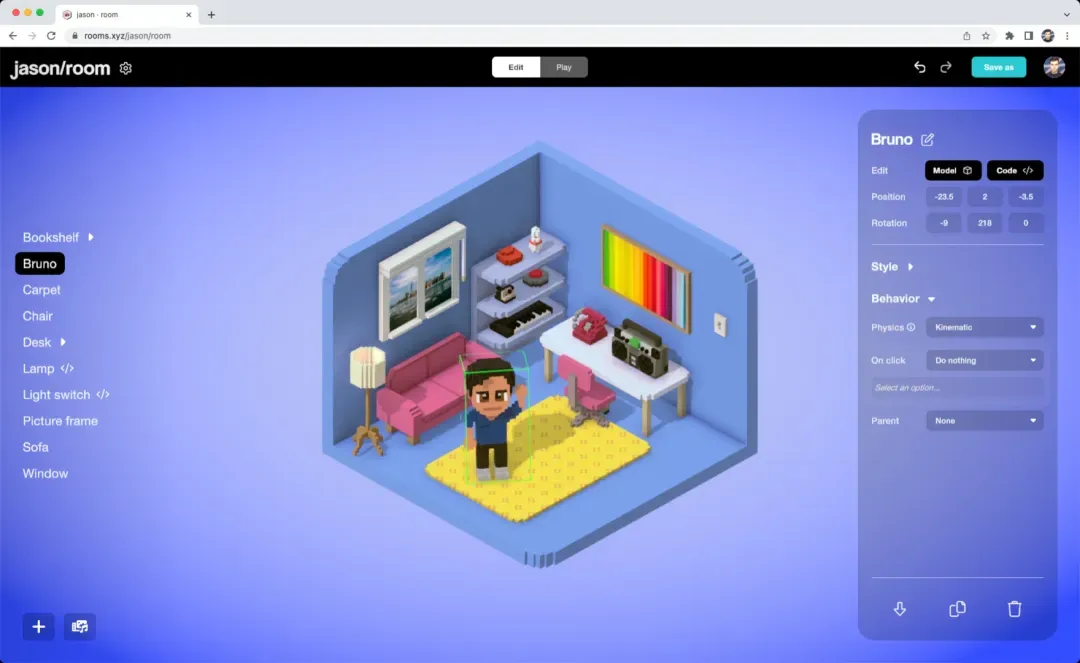 jason · room
rooms.xyz/jason/room
jason/room
Edit
Play
Save as
Bookshelf
Bruno
Carpet
Chair
Desk
Lamp </>
Light switch </>
Picture frame
Sofa
Window
Bruno
Edit
Model
Code </>
Position
-23.5
2
-3.5
Rotation
-9
218
0
Style
Behavior
Physics
Kinematic
On click
Do nothing
Select an option...
Parent
None